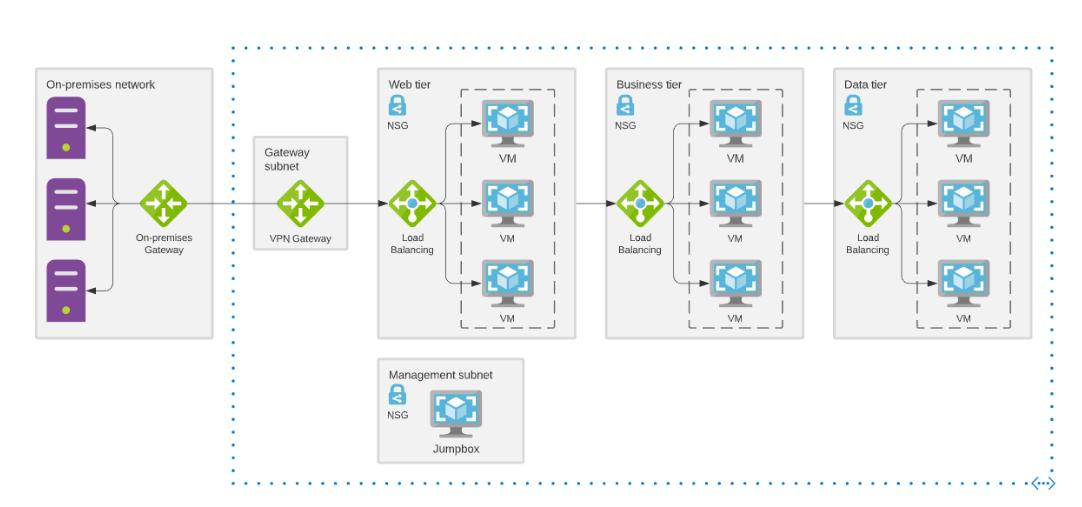 On-premises network
On-premises
Gateway
Gateway
subnet
VPN Gateway
Web tier
NSG
Load
Balancing
VM
VM
VM
Business tier
NSG
Load
Balancing
VM
VM
VM
Data tier
NSG
Load
Balancing
VM
VM
VM
Management subnet
NSG
Jumpbox